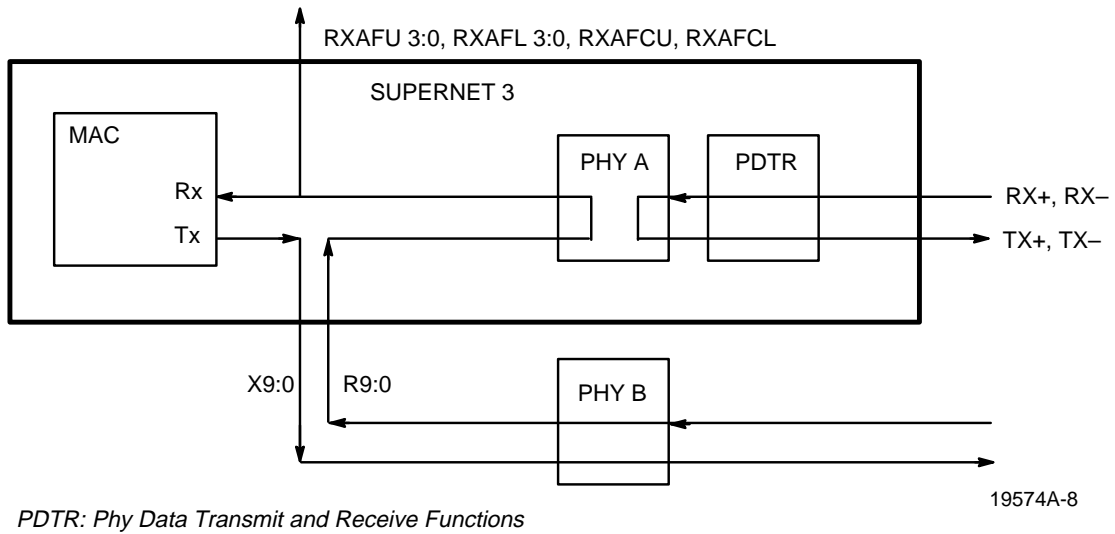 RXAFU 3:0, RXAFL 3:0, RXAFCU, RXAFCL
SUPERNET 3
MAC
PHY A
PDTR
Rx
RX+, RX–
Tx
TX+, TX–
X9:0
R9:0
PHY B
19574A-8
PDTR: Phy Data Transmit and Receive Functions